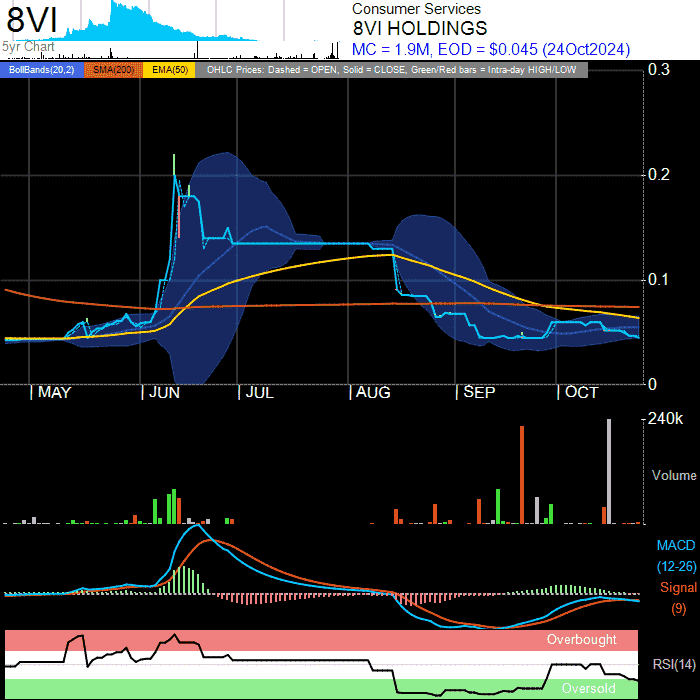 8VI
Consumer Services
8VI HOLDINGS
MC = 1.9M, EOD = $0.045 (24Oct2024)
5yr Chart
BollBands(20,2) SMA(200) EMA(50) OHLC Prices: Dashed = OPEN, Solid = CLOSE, Green/Red bars = Intra-day HIGH/LOW
0.3
0.2
0.1
0
MAY JUN JUL AUG SEP OCT
240k
Volume
MACD
(12-26)
Signal
(9)
Overbought
RSI(14)
Oversold